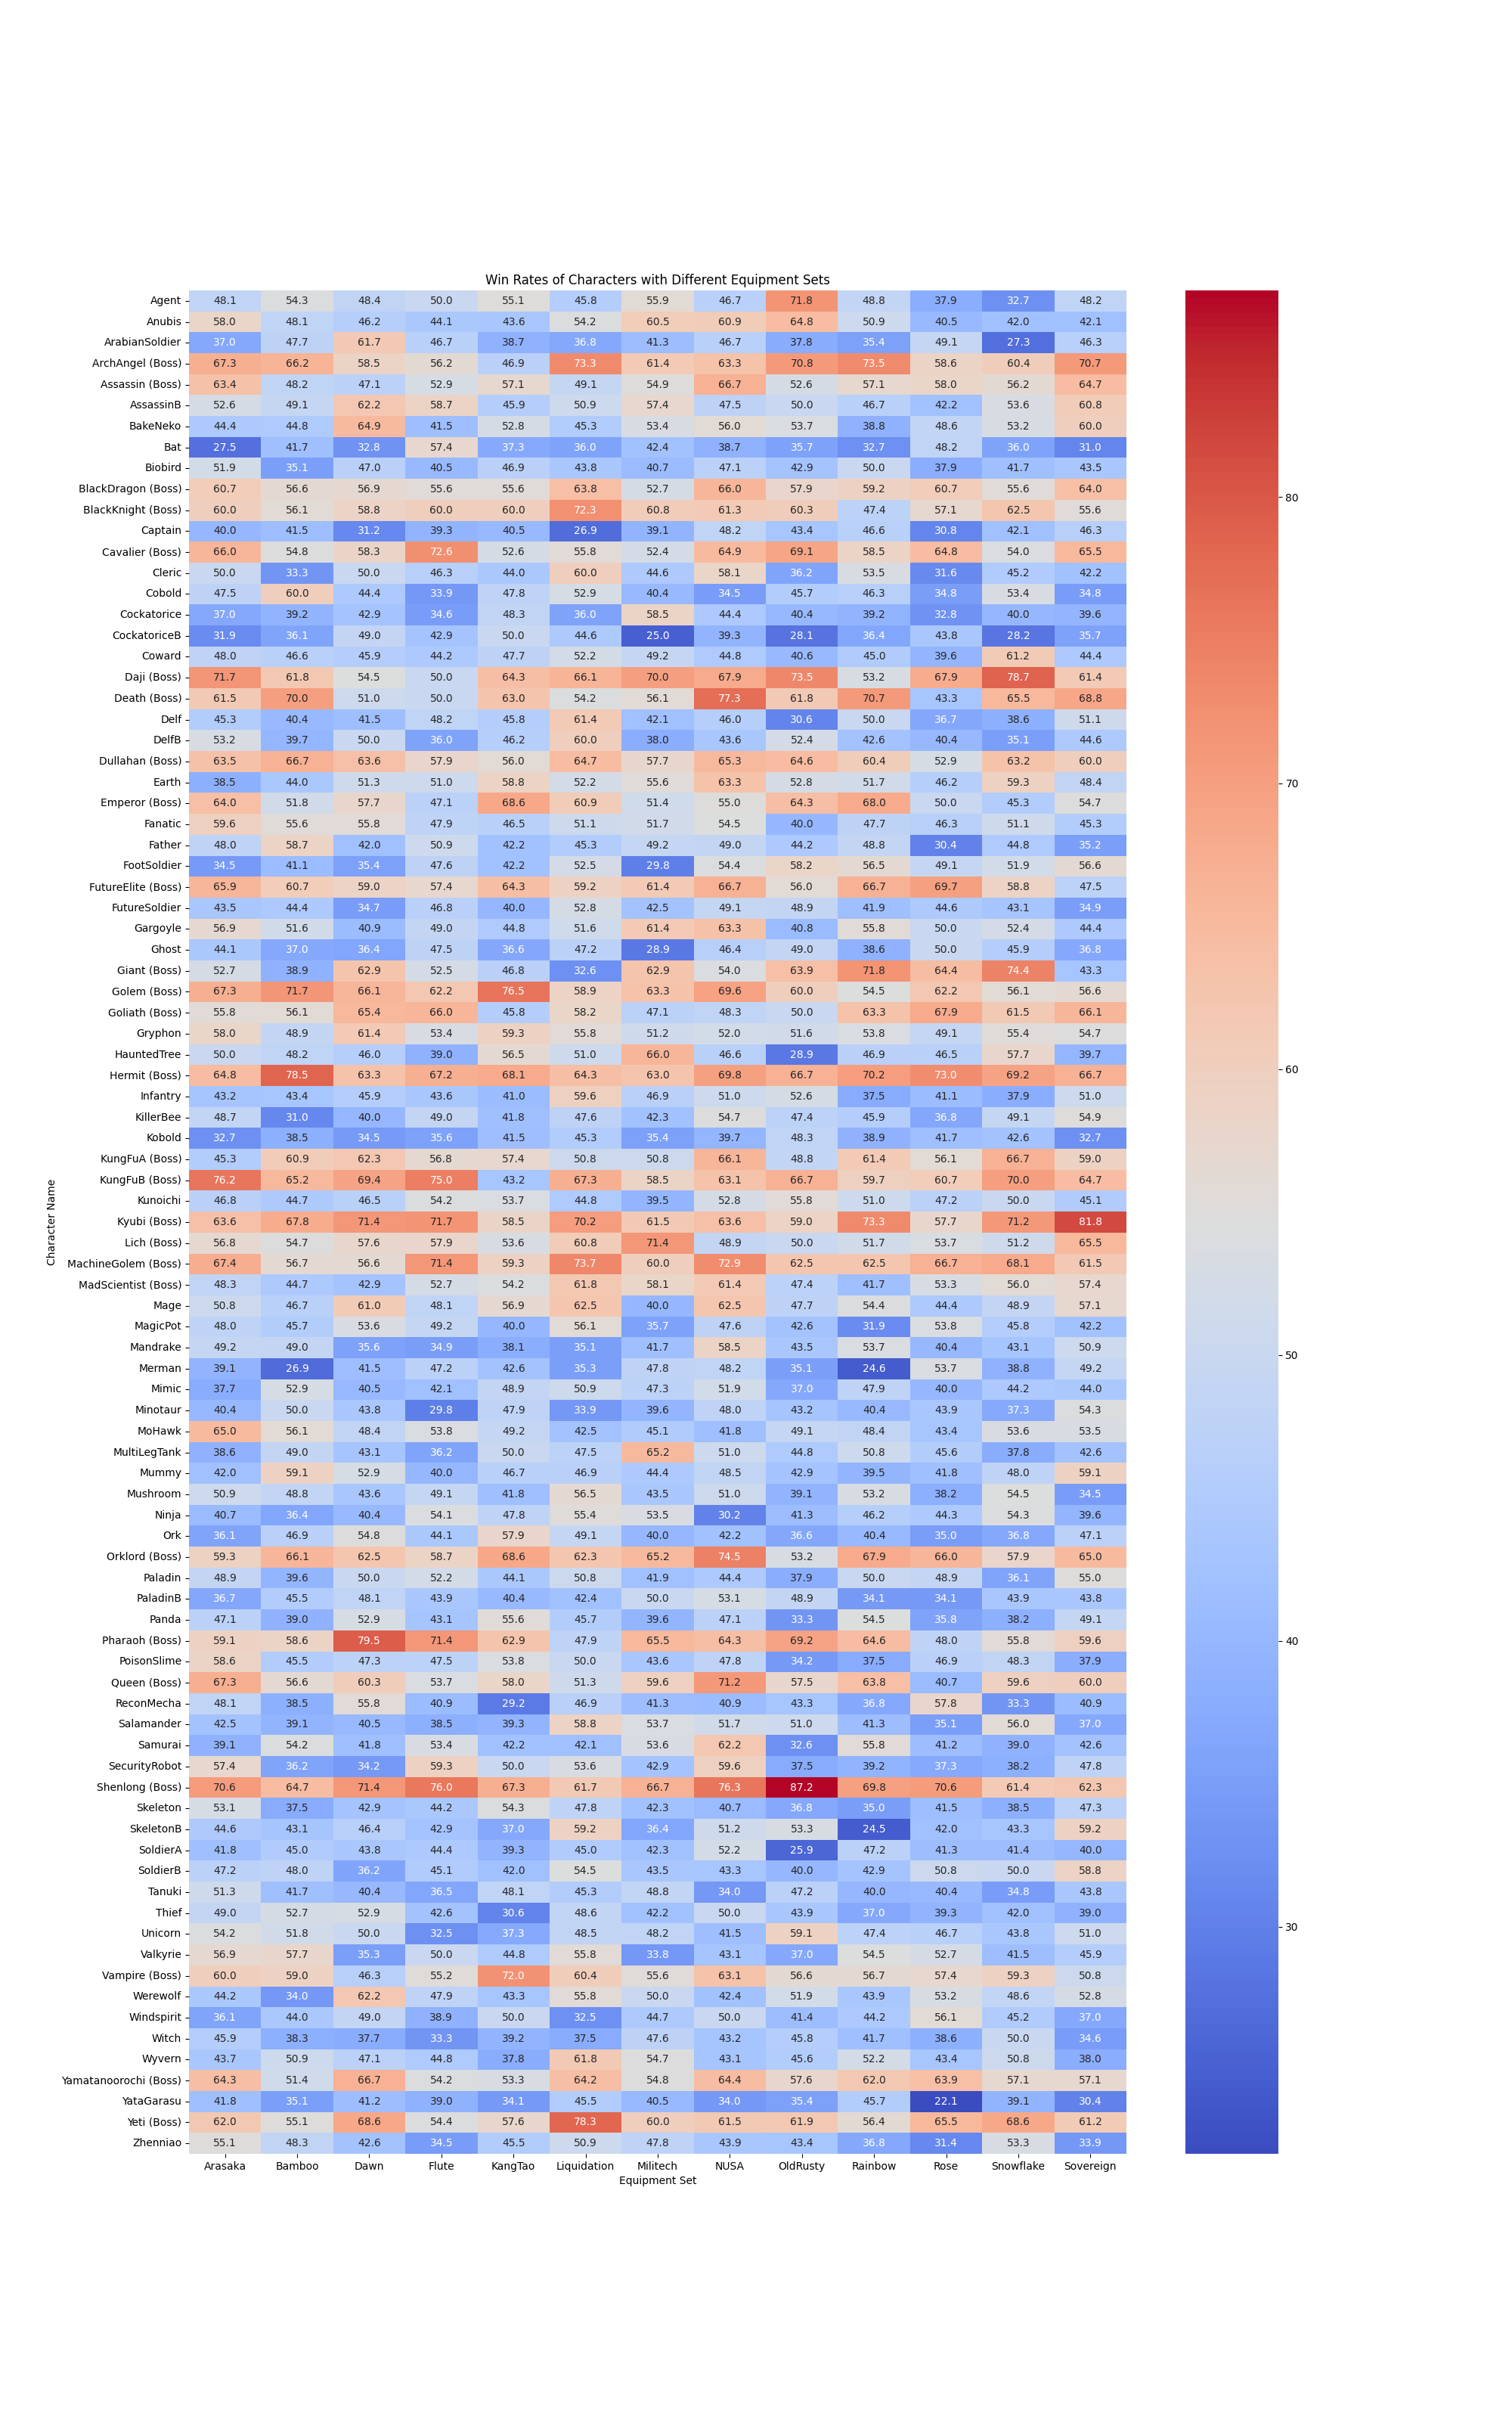 Win Rates of Characters with Different Equipment Sets
Agent 48.1 54.3 48.4 50.0 55.1 45.8 55.9 46.7 71.8 48.8 37.9 32.7 48.2
Anubis 58.0 48.1 46.2 44.1 43.6 54.2 60.5 60.9 64.8 50.9 40.5 42.0 42.1
ArabianSoldier 37.0 47.7 61.7 46.7 38.7 36.8 41.3 46.7 37.8 35.4 49.1 27.3 46.3
ArchAngel (Boss) 67.3 66.2 58.5 56.2 46.9 73.3 61.4 63.3 70.8 73.5 58.6 60.4 70.7
80
Assassin (Boss) 63.4 48.2 47.1 52.9 57.1 49.1 54.9 66.7 52.6 57.1 58.0 56.2 64.7
AssassinB 52.6 49.1 62.2 58.7 45.9 50.9 57.4 47.5 50.0 46.7 42.2 53.6 60.8
BakeNeko 44.4 44.8 64.9 41.5 52.8 45.3 53.4 56.0 53.7 38.8 48.6 53.2 60.0
Bat 27.5 41.7 32.8 57.4 37.3 36.0 42.4 38.7 35.7 32.7 48.2 36.0 31.0
Biobird 51.9 35.1 47.0 40.5 46.9 43.8 40.7 47.1 42.9 50.0 37.9 41.7 43.5
BlackDragon (Boss) 60.7 56.6 56.9 55.6 55.6 63.8 52.7 66.0 57.9 59.2 60.7 55.6 64.0
BlackKnight (Boss) 60.0 56.1 58.8 60.0 60.0 72.3 60.8 61.3 60.3 47.4 57.1 62.5 55.6
Captain 40.0 41.5 31.2 39.3 40.5 26.9 39.1 48.2 43.4 46.6 30.8 42.1 46.3
Cavalier (Boss) 66.0 54.8 58.3 72.6 52.6 55.8 52.4 64.9 69.1 58.5 64.8 54.0 65.5
Cleric 50.0 33.3 50.0 46.3 44.0 60.0 44.6 58.1 36.2 53.5 31.6 45.2 42.2
Cobold 47.5 60.0 44.4 33.9 47.8 52.9 40.4 34.5 45.7 46.3 34.8 53.4 34.8
Cockatorice 37.0 39.2 42.9 34.6 48.3 36.0 58.5 44.4 40.4 39.2 32.8 40.0 39.6
CockatoriceB 31.9 36.1 49.0 42.9 50.0 44.6 25.0 39.3 28.1 36.4 43.8 28.2 35.7
Coward 48.0 46.6 45.9 44.2 47.7 52.2 49.2 44.8 40.6 45.0 39.6 61.2 44.4
Daji (Boss) 71.7 61.8 54.5 50.0 64.3 66.1 70.0 67.9 73.5 53.2 67.9 78.7 61.4
Death (Boss) 61.5 70.0 51.0 50.0 63.0 54.2 56.1 77.3 61.8 70.7 43.3 65.5 68.8
Delf 45.3 40.4 41.5 48.2 45.8 61.4 42.1 46.0 30.6 50.0 36.7 38.6 51.1
DelfB 53.2 39.7 50.0 36.0 46.2 60.0 38.0 43.6 52.4 42.6 40.4 35.1 44.6
Dullahan (Boss) 63.5 66.7 63.6 57.9 56.0 64.7 57.7 65.3 64.6 60.4 52.9 63.2 60.0
Earth 38.5 44.0 51.3 51.0 58.8 52.2 55.6 63.3 52.8 51.7 46.2 59.3 48.4
70
Emperor (Boss) 64.0 51.8 57.7 47.1 68.6 60.9 51.4 55.0 64.3 68.0 50.0 45.3 54.7
Fanatic 59.6 55.6 55.8 47.9 46.5 51.1 51.7 54.5 40.0 47.7 46.3 51.1 45.3
Father 48.0 58.7 42.0 50.9 42.2 45.3 49.2 49.0 44.2 48.8 30.4 44.8 35.2
FootSoldier 34.5 41.1 35.4 47.6 42.2 52.5 29.8 54.4 58.2 56.5 49.1 51.9 56.6
FutureElite (Boss) 65.9 60.7 59.0 57.4 64.3 59.2 61.4 66.7 56.0 66.7 69.7 58.8 47.5
FutureSoldier 43.5 44.4 34.7 46.8 40.0 52.8 42.5 49.1 48.9 41.9 44.6 43.1 34.9
Gargoyle 56.9 51.6 40.9 49.0 44.8 51.6 61.4 63.3 40.8 55.8 50.0 52.4 44.4
Ghost 44.1 37.0 36.4 47.5 36.6 47.2 28.9 46.4 49.0 38.6 50.0 45.9 36.8
Giant (Boss) 52.7 38.9 62.9 52.5 46.8 32.6 62.9 54.0 63.9 71.8 64.4 74.4 43.3
Golem (Boss) 67.3 71.7 66.1 62.2 76.5 58.9 63.3 69.6 60.0 54.5 62.2 56.1 56.6
Goliath (Boss) 55.8 56.1 65.4 66.0 45.8 58.2 47.1 48.3 50.0 63.3 67.9 61.5 66.1
Gryphon 58.0 48.9 61.4 53.4 59.3 55.8 51.2 52.0 51.6 53.8 49.1 55.4 54.7
HauntedTree 50.0 48.2 46.0 39.0 56.5 51.0 66.0 46.6 28.9 46.9 46.5 57.7 39.7
60
Hermit (Boss) 64.8 78.5 63.3 67.2 68.1 64.3 63.0 69.8 66.7 70.2 73.0 69.2 66.7
Infantry 43.2 43.4 45.9 43.6 41.0 59.6 46.9 51.0 52.6 37.5 41.1 37.9 51.0
KillerBee 48.7 31.0 40.0 49.0 41.8 47.6 42.3 54.7 47.4 45.9 36.8 49.1 54.9
Kobold 32.7 38.5 34.5 35.6 41.5 45.3 35.4 39.7 48.3 38.9 41.7 42.6 32.7
KungFuA (Boss) 45.3 60.9 62.3 56.8 57.4 50.8 50.8 66.1 48.8 61.4 56.1 66.7 59.0
KungFuB (Boss) 76.2 65.2 69.4 75.0 43.2 67.3 58.5 63.1 66.7 59.7 60.7 70.0 64.7
Kunoichi 46.8 44.7 46.5 54.2 53.7 44.8 39.5 52.8 55.8 51.0 47.2 50.0 45.1
Character Name
Kyubi (Boss) 63.6 67.8 71.4 71.7 58.5 70.2 61.5 63.6 59.0 73.3 57.7 71.2 81.8
Lich (Boss) 56.8 54.7 57.6 57.9 53.6 60.8 71.4 48.9 50.0 51.7 53.7 51.2 65.5
MachineGolem (Boss) 67.4 56.7 56.6 71.4 59.3 73.7 60.0 72.9 62.5 62.5 66.7 68.1 61.5
MadScientist (Boss) 48.3 44.7 42.9 52.7 54.2 61.8 58.1 61.4 47.4 41.7 53.3 56.0 57.4
Mage 50.8 46.7 61.0 48.1 56.9 62.5 40.0 62.5 47.7 54.4 44.4 48.9 57.1
MagicPot 48.0 45.7 53.6 49.2 40.0 56.1 35.7 47.6 42.6 31.9 53.8 45.8 42.2
Mandrake 49.2 49.0 35.6 34.9 38.1 35.1 41.7 58.5 43.5 53.7 40.4 43.1 50.9
50
Merman 39.1 26.9 41.5 47.2 42.6 35.3 47.8 48.2 35.1 24.6 53.7 38.8 49.2
Mimic 37.7 52.9 40.5 42.1 48.9 50.9 47.3 51.9 37.0 47.9 40.0 44.2 44.0
Minotaur 40.4 50.0 43.8 29.8 47.9 33.9 39.6 48.0 43.2 40.4 43.9 37.3 54.3
MoHawk 65.0 56.1 48.4 53.8 49.2 42.5 45.1 41.8 49.1 48.4 43.4 53.6 53.5
MultiLegTank 38.6 49.0 43.1 36.2 50.0 47.5 65.2 51.0 44.8 50.8 45.6 37.8 42.6
Mummy 42.0 59.1 52.9 40.0 46.7 46.9 44.4 48.5 42.9 39.5 41.8 48.0 59.1
Mushroom 50.9 48.8 43.6 49.1 41.8 56.5 43.5 51.0 39.1 53.2 38.2 54.5 34.5
Ninja 40.7 36.4 40.4 54.1 47.8 55.4 53.5 30.2 41.3 46.2 44.3 54.3 39.6
Ork 36.1 46.9 54.8 44.1 57.9 49.1 40.0 42.2 36.6 40.4 35.0 36.8 47.1
Orklord (Boss) 59.3 66.1 62.5 58.7 68.6 62.3 65.2 74.5 53.2 67.9 66.0 57.9 65.0
Paladin 48.9 39.6 50.0 52.2 44.1 50.8 41.9 44.4 37.9 50.0 48.9 36.1 55.0
PaladinB 36.7 45.5 48.1 43.9 40.4 42.4 50.0 53.1 48.9 34.1 34.1 43.9 43.8
Panda 47.1 39.0 52.9 43.1 55.6 45.7 39.6 47.1 33.3 54.5 35.8 38.2 49.1
Pharaoh (Boss) 59.1 58.6 79.5 71.4 62.9 47.9 65.5 64.3 69.2 64.6 48.0 55.8 59.6
40
PoisonSlime 58.6 45.5 47.3 47.5 53.8 50.0 43.6 47.8 34.2 37.5 46.9 48.3 37.9
Queen (Boss) 67.3 56.6 60.3 53.7 58.0 51.3 59.6 71.2 57.5 63.8 40.7 59.6 60.0
ReconMecha 48.1 38.5 55.8 40.9 29.2 46.9 41.3 40.9 43.3 36.8 57.8 33.3 40.9
Salamander 42.5 39.1 40.5 38.5 39.3 58.8 53.7 51.7 51.0 41.3 35.1 56.0 37.0
Samurai 39.1 54.2 41.8 53.4 42.2 42.1 53.6 62.2 32.6 55.8 41.2 39.0 42.6
SecurityRobot 57.4 36.2 34.2 59.3 50.0 53.6 42.9 59.6 37.5 39.2 37.3 38.2 47.8
Shenlong (Boss) 70.6 64.7 71.4 76.0 67.3 61.7 66.7 76.3 87.2 69.8 70.6 61.4 62.3
Skeleton 53.1 37.5 42.9 44.2 54.3 47.8 42.3 40.7 36.8 35.0 41.5 38.5 47.3
SkeletonB 44.6 43.1 46.4 42.9 37.0 59.2 36.4 51.2 53.3 24.5 42.0 43.3 59.2
SoldierA 41.8 45.0 43.8 44.4 39.3 45.0 42.3 52.2 25.9 47.2 41.3 41.4 40.0
SoldierB 47.2 48.0 36.2 45.1 42.0 54.5 43.5 43.3 40.0 42.9 50.8 50.0 58.8
Tanuki 51.3 41.7 40.4 36.5 48.1 45.3 48.8 34.0 47.2 40.0 40.4 34.8 43.8
Thief 49.0 52.7 52.9 42.6 30.6 48.6 42.2 50.0 43.9 37.0 39.3 42.0 39.0
30
Unicorn 54.2 51.8 50.0 32.5 37.3 48.5 48.2 41.5 59.1 47.4 46.7 43.8 51.0
Valkyrie 56.9 57.7 35.3 50.0 44.8 55.8 33.8 43.1 37.0 54.5 52.7 41.5 45.9
Vampire (Boss) 60.0 59.0 46.3 55.2 72.0 60.4 55.6 63.1 56.6 56.7 57.4 59.3 50.8
Werewolf 44.2 34.0 62.2 47.9 43.3 55.8 50.0 42.4 51.9 43.9 53.2 48.6 52.8
Windspirit 36.1 44.0 49.0 38.9 50.0 32.5 44.7 50.0 41.4 44.2 56.1 45.2 37.0
Witch 45.9 38.3 37.7 33.3 39.2 37.5 47.6 43.2 45.8 41.7 38.6 50.0 34.6
Wyvern 43.7 50.9 47.1 44.8 37.8 61.8 54.7 43.1 45.6 52.2 43.4 50.8 38.0
Yamatanoorochi (Boss) 64.3 51.4 66.7 54.2 53.3 64.2 54.8 64.4 57.6 62.0 63.9 57.1 57.1
YataGarasu 41.8 35.1 41.2 39.0 34.1 45.5 40.5 34.0 35.4 45.7 22.1 39.1 30.4
Yeti (Boss) 62.0 55.1 68.6 54.4 57.6 78.3 60.0 61.5 61.9 56.4 65.5 68.6 61.2
Zhenniao 55.1 48.3 42.6 34.5 45.5 50.9 47.8 43.9 43.4 36.8 31.4 53.3 33.9
Arasaka Bamboo Dawn Flute KangTao Liquidation Militech NUSA OldRusty Rainbow Rose Snowflake Sovereign
Equipment Set